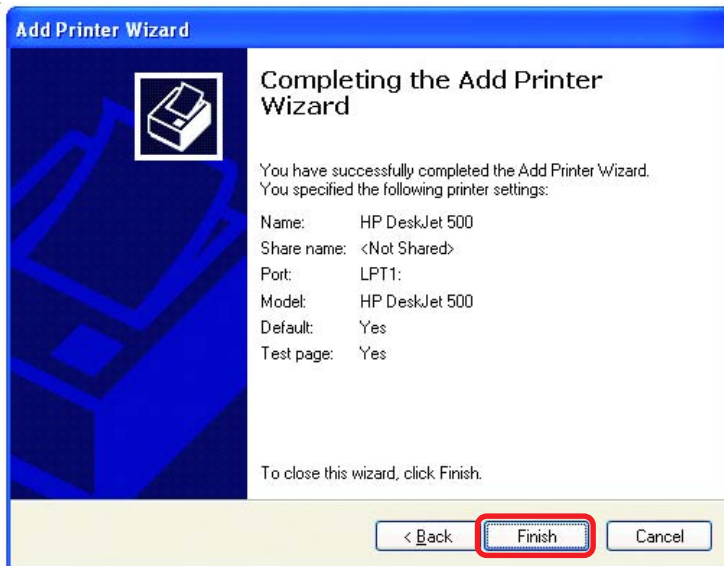 Add Printer Wizard
Completing the Add Printer
Wizard
You have successfully completed the Add Printer Wizard.
You specified the following printer settings:
Name: HP DeskJet 500
Share name: <Not Shared>
Port: LPT1:
Model: HP DeskJet 500
Default: Yes
Test page: Yes
To close this wizard, click Finish.
< Back Finish Cancel